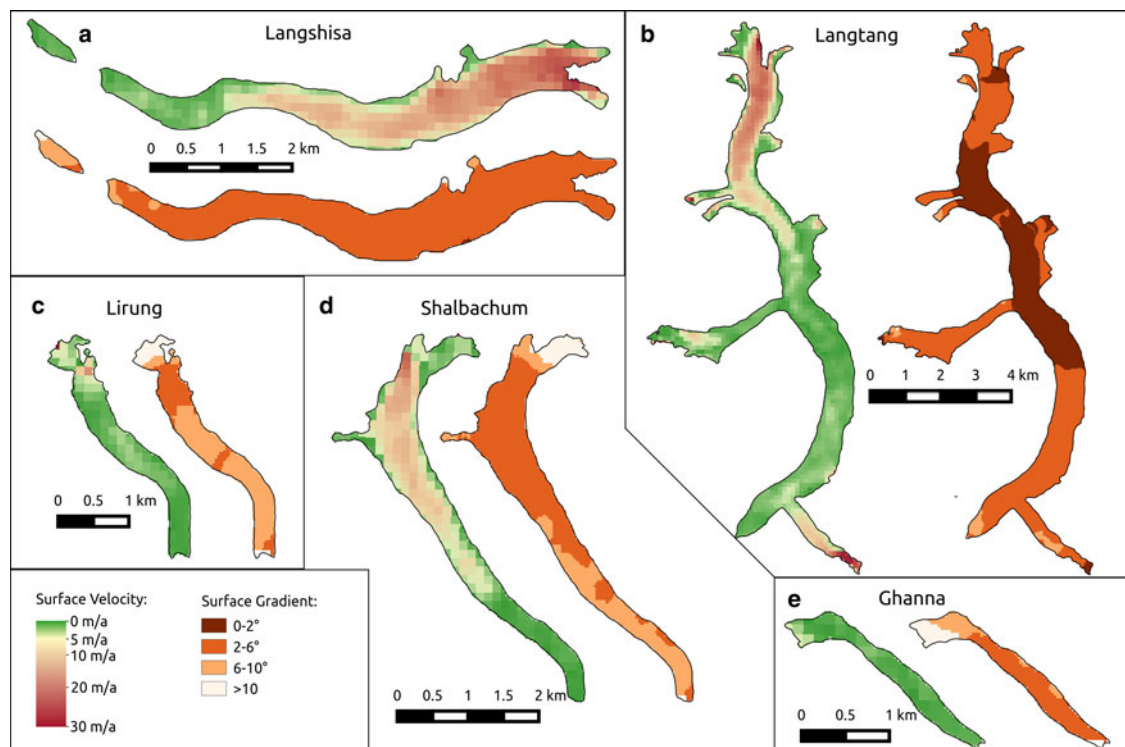 a
Langshisa
0 0.5 1 1.5 2 km
b
Langtang
0 1 2 3 4 km
c
Lirung
0 0.5 1 km
d
Shalbachum
0 0.5 1 1.5 2 km
e
Ghanna
0 0.5 1 km
Surface Velocity:
0 m/a
5 m/a
10 m/a
20 m/a
30 m/a
Surface Gradient:
0-2°
2-6°
6-10°
>10